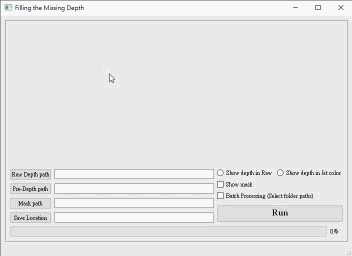 Filling the Missing Depth
Raw Depth path
Show depth in Raw
Show depth in Jet color
Pre-Depth path
Show mask
Mask path
Batch Processing (Select folder paths)
Save Location
Run
0%